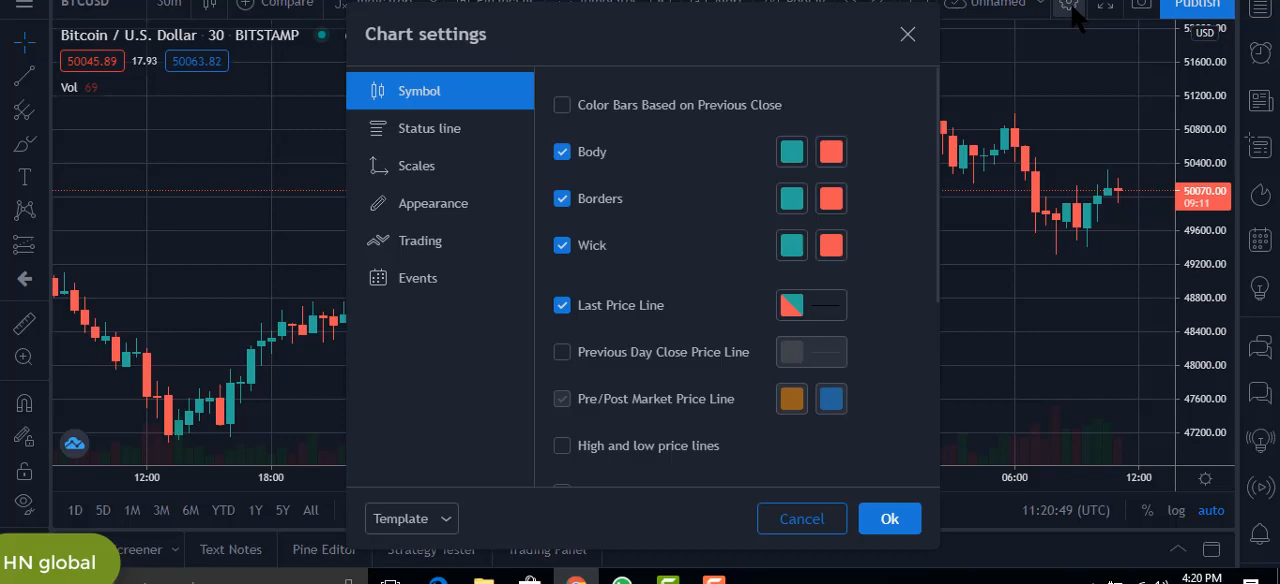 BTCUSD
30m
Compare
Unnamed
Publish
Bitcoin / U.S. Dollar · 30 · BITSTAMP
50045.89 17.93 50063.82
Vol 69
Chart settings
Symbol
Status line
Scales
Appearance
Trading
Events
Color Bars Based on Previous Close
Body
Borders
Wick
Last Price Line
Previous Day Close Price Line
Pre/Post Market Price Line
High and low price lines
Template
Cancel
Ok
USD
51600.00
51200.00
50800.00
50400.00
50070.00
09:11
49600.00
49200.00
48800.00
48400.00
48000.00
47600.00
47200.00
12:00
18:00
06:00
12:00
1D 5D 1M 3M 6M YTD 1Y 5Y All
11:20:49 (UTC)
% log auto
Text Notes
Pine Editor
Strategy Tester
Trading Panel
HN global
4:20 PM